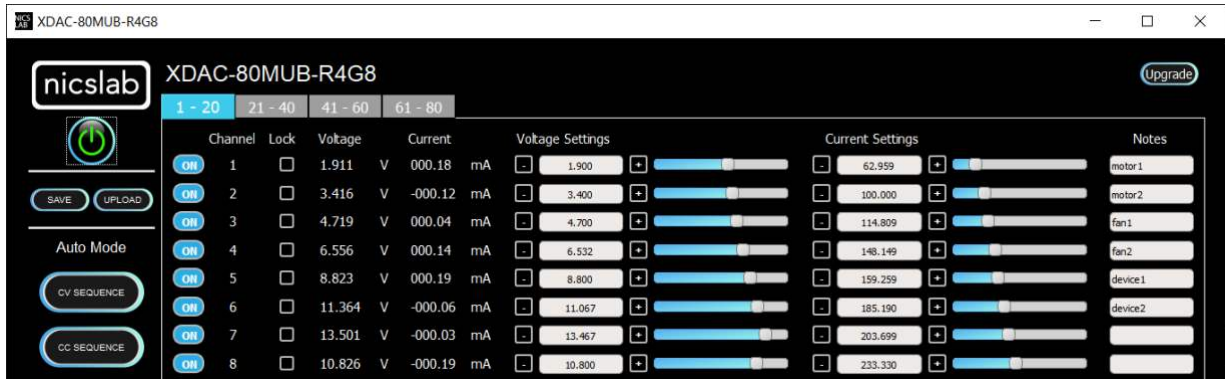 NICS LAB XDAC-80MUB-R4G8
nicslab XDAC-80MUB-R4G8 Upgrade
1 - 20 21 - 40 41 - 60 61 - 80
Channel Lock Voltage Current Voltage Settings Current Settings Notes
ON 1 1.911 V 000.18 mA - 1.900 + - 62.959 + motor1
ON 2 3.416 V -000.12 mA - 3.400 + - 100.000 + motor2
SAVE UPLOAD
ON 3 4.719 V 000.04 mA - 4.700 + - 114.809 + fan1
Auto Mode
ON 4 6.556 V 000.14 mA - 6.532 + - 148.149 + fan2
ON 5 8.823 V 000.19 mA - 8.800 + - 159.259 + device1
CV SEQUENCE
ON 6 11.364 V -000.06 mA - 11.067 + - 185.190 + device2
ON 7 13.501 V -000.03 mA - 13.467 + - 203.699 +
CC SEQUENCE
ON 8 10.826 V -000.19 mA - 10.800 + - 233.330 +